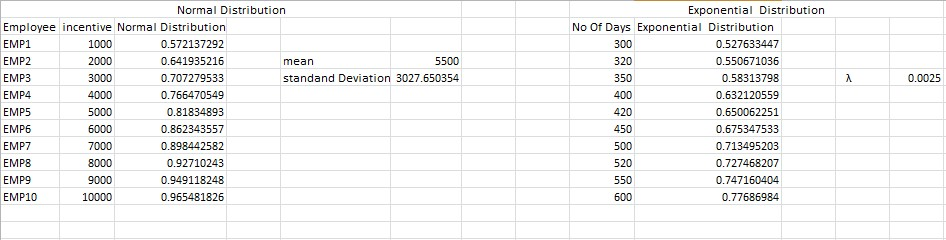 Normal Distribution Exponential Distribution
Employee incentive Normal Distribution No Of Days Exponential Distribution
EMP1 1000 0.572137292 300 0.527633447
EMP2 2000 0.641935216 mean 5500 320 0.550671036
EMP3 3000 0.707279533 standand Deviation 3027.650354 350 0.58313798 λ 0.0025
EMP4 4000 0.766470549 400 0.632120559
EMP5 5000 0.81834893 420 0.650062251
EMP6 6000 0.862343557 450 0.675347533
EMP7 7000 0.898442582 500 0.713495203
EMP8 8000 0.92710243 520 0.727468207
EMP9 9000 0.949118248 550 0.747160404
EMP10 10000 0.965481826 600 0.77686984